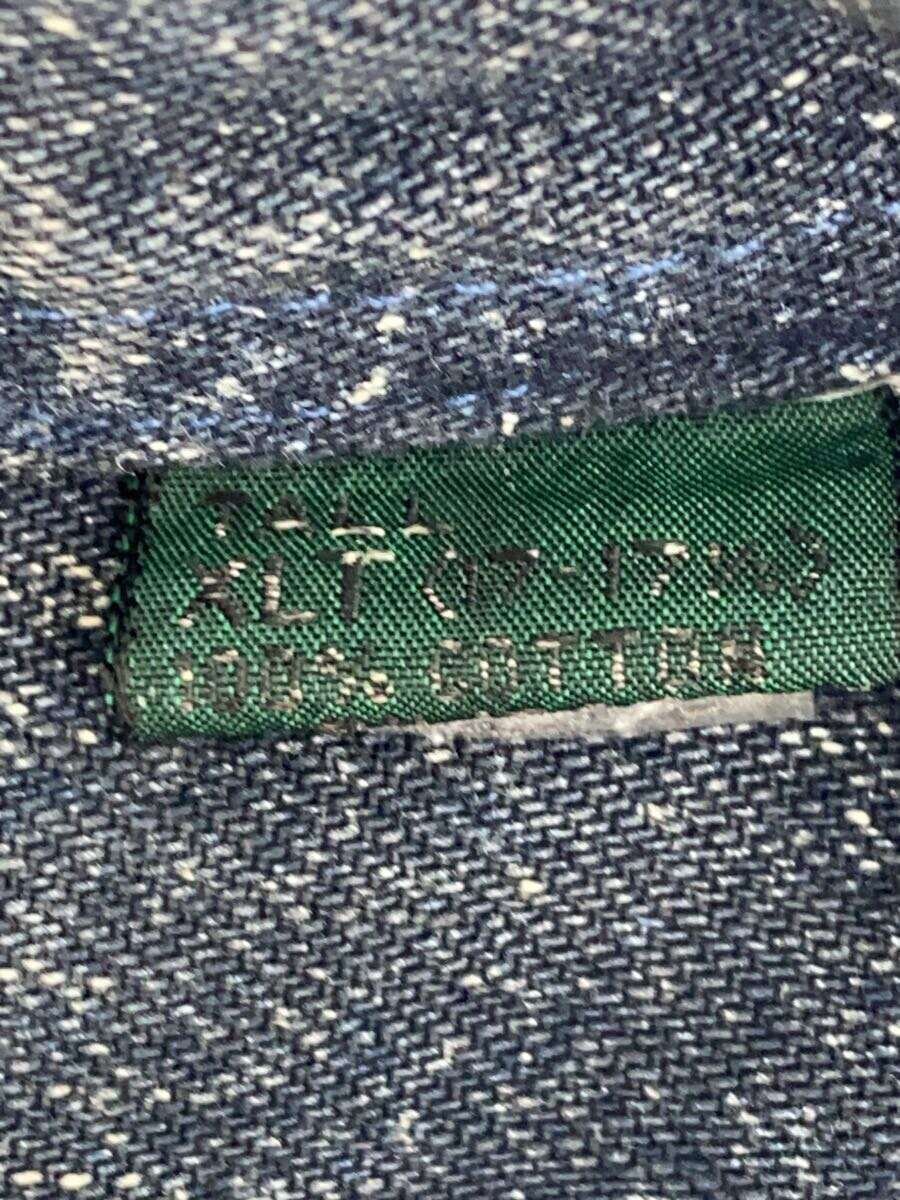 TALL
XLT (17-17½)
100% COTTON